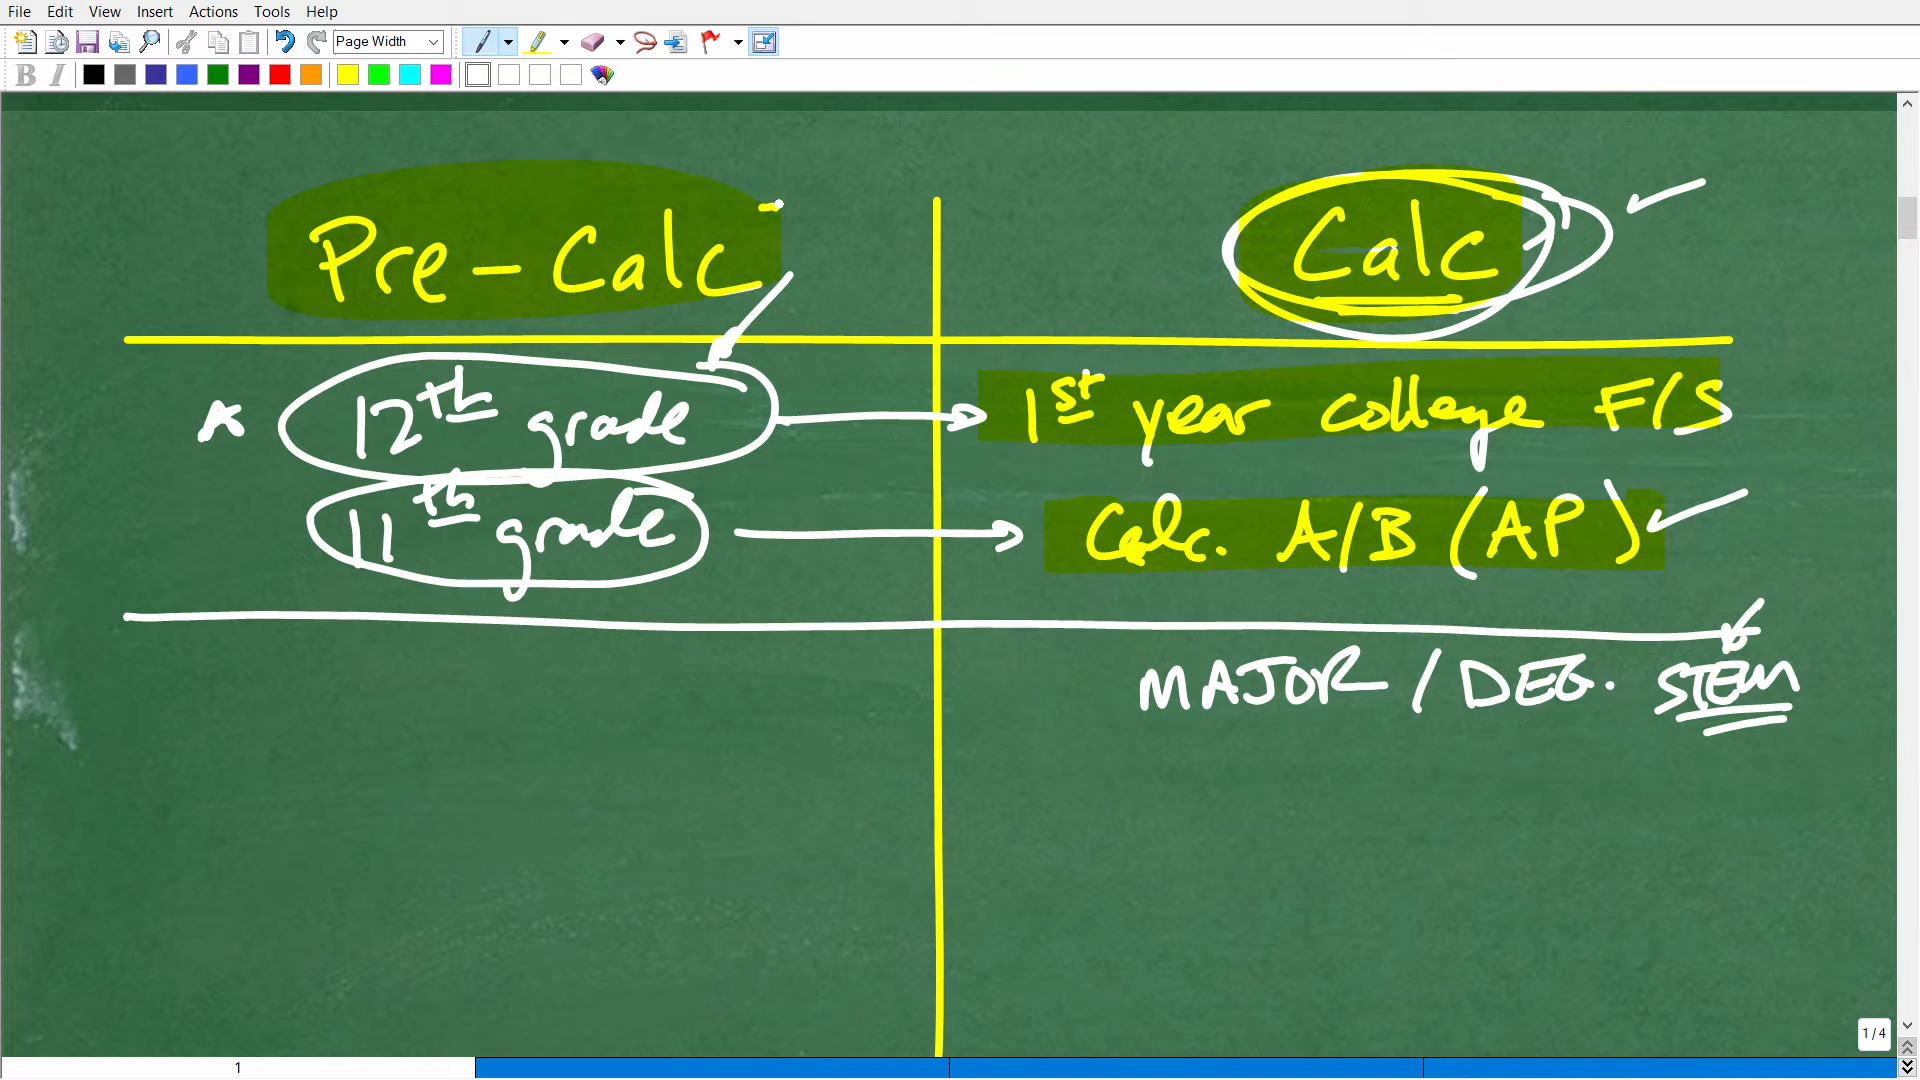 File Edit View Insert Actions Tools Help
Page Width
B I
Pre-Calc Calc
12th grade 1st year college F/S
11th grade Calc. A/B (AP)
MAJOR / DEG. STEM
1 / 4
1